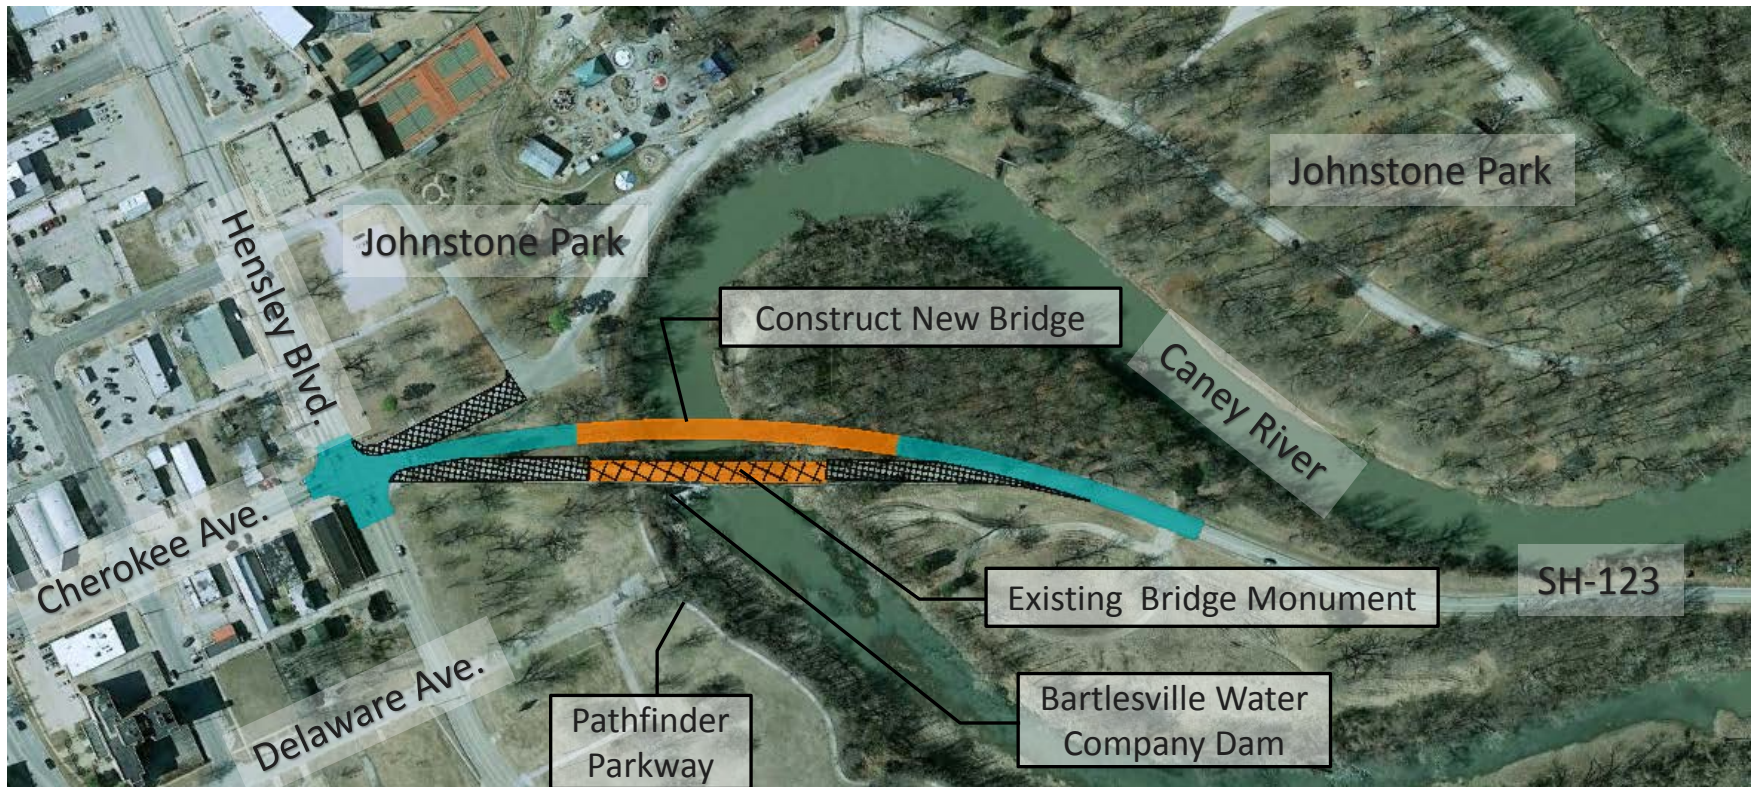 Johnstone Park
Johnstone Park
Hensley Blvd.
Construct New Bridge
Caney River
Cherokee Ave.
Existing Bridge Monument
SH-123
Delaware Ave.
Pathfinder
Parkway
Bartlesville Water
Company Dam